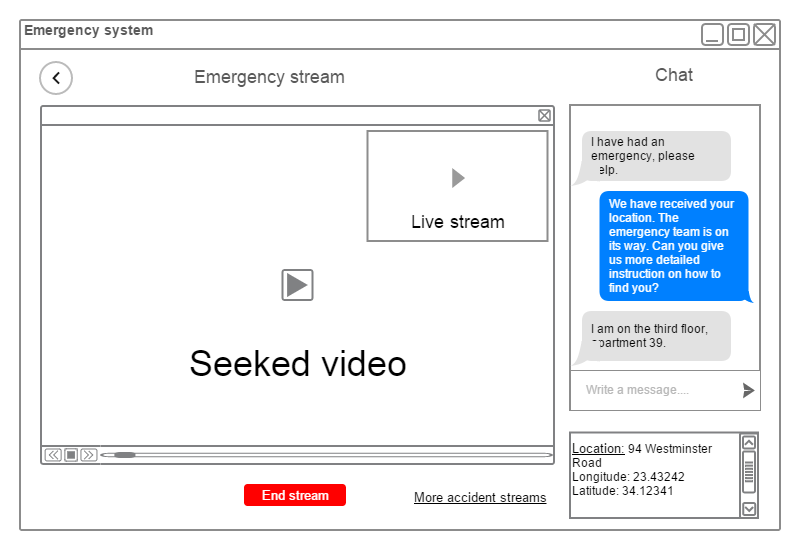 Emergency system
Emergency stream
Chat
Live stream
Seeked video
I have had an
emergency, please
elp.
We have received your
location. The
emergency team is on
its way. Can you give
us more detailed
instruction on how to
find you?
I am on the third floor,
apartment 39.
Write a message....
Location: 94 Westminster
Road
Longitude: 23.43242
Latitude: 34.12341
End stream
More accident streams